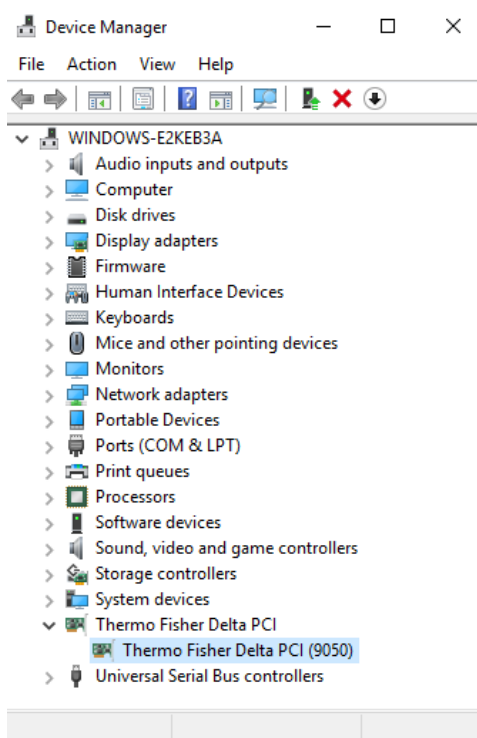 Device Manager
File Action View Help
WINDOWS-E2KEB3A
Audio inputs and outputs
Computer
Disk drives
Display adapters
Firmware
Human Interface Devices
Keyboards
Mice and other pointing devices
Monitors
Network adapters
Portable Devices
Ports (COM & LPT)
Print queues
Processors
Software devices
Sound, video and game controllers
Storage controllers
System devices
Thermo Fisher Delta PCI
Thermo Fisher Delta PCI (9050)
Universal Serial Bus controllers